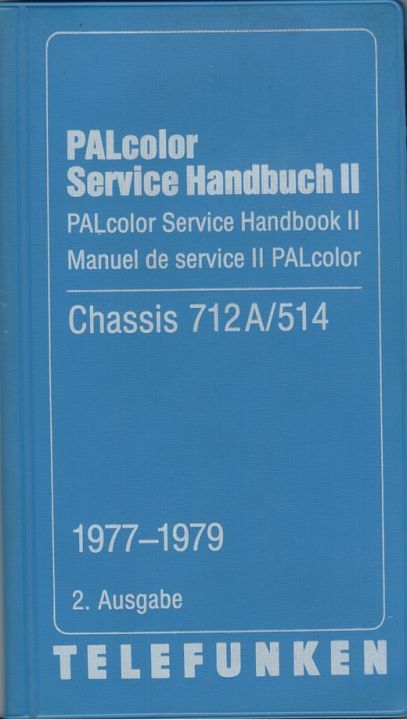 PALcolor
Service Handbuch II
PALcolor Service Handbook II
Manuel de service II PALcolor
Chassis 712A/514
1977–1979
2. Ausgabe
TELEFUNKEN